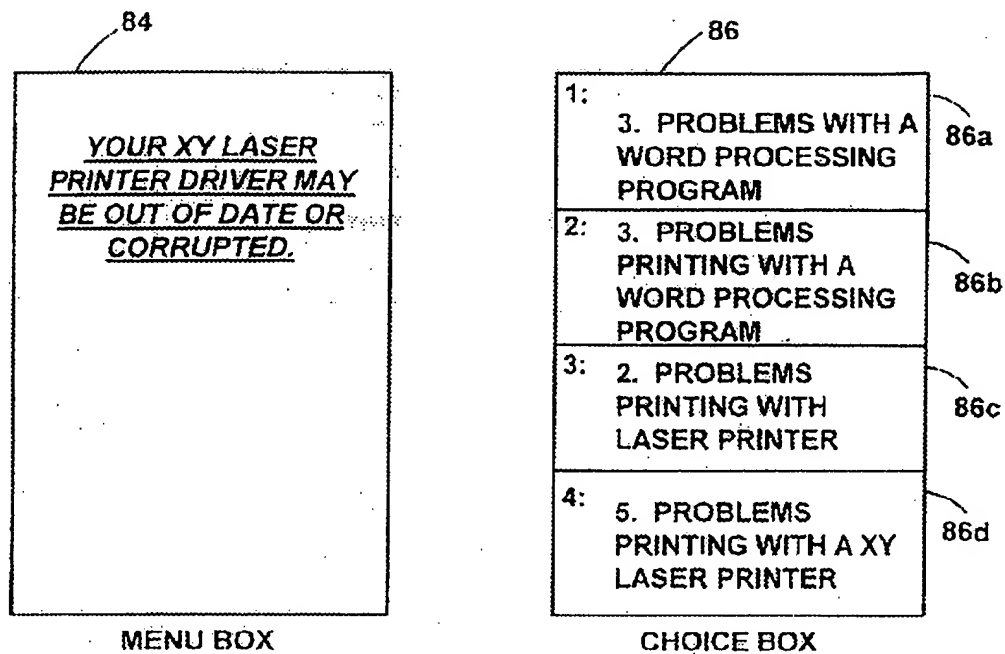 84
YOUR XY LASER
PRINTER DRIVER MAY
BE OUT OF DATE OR
CORRUPTED.
MENU BOX
86
1:
3. PROBLEMS WITH A
WORD PROCESSING
PROGRAM
86a
2: 3. PROBLEMS
PRINTING WITH A
WORD PROCESSING
PROGRAM
86b
3: 2. PROBLEMS
PRINTING WITH
LASER PRINTER
86c
4: 5. PROBLEMS
PRINTING WITH A XY
LASER PRINTER
86d
CHOICE BOX